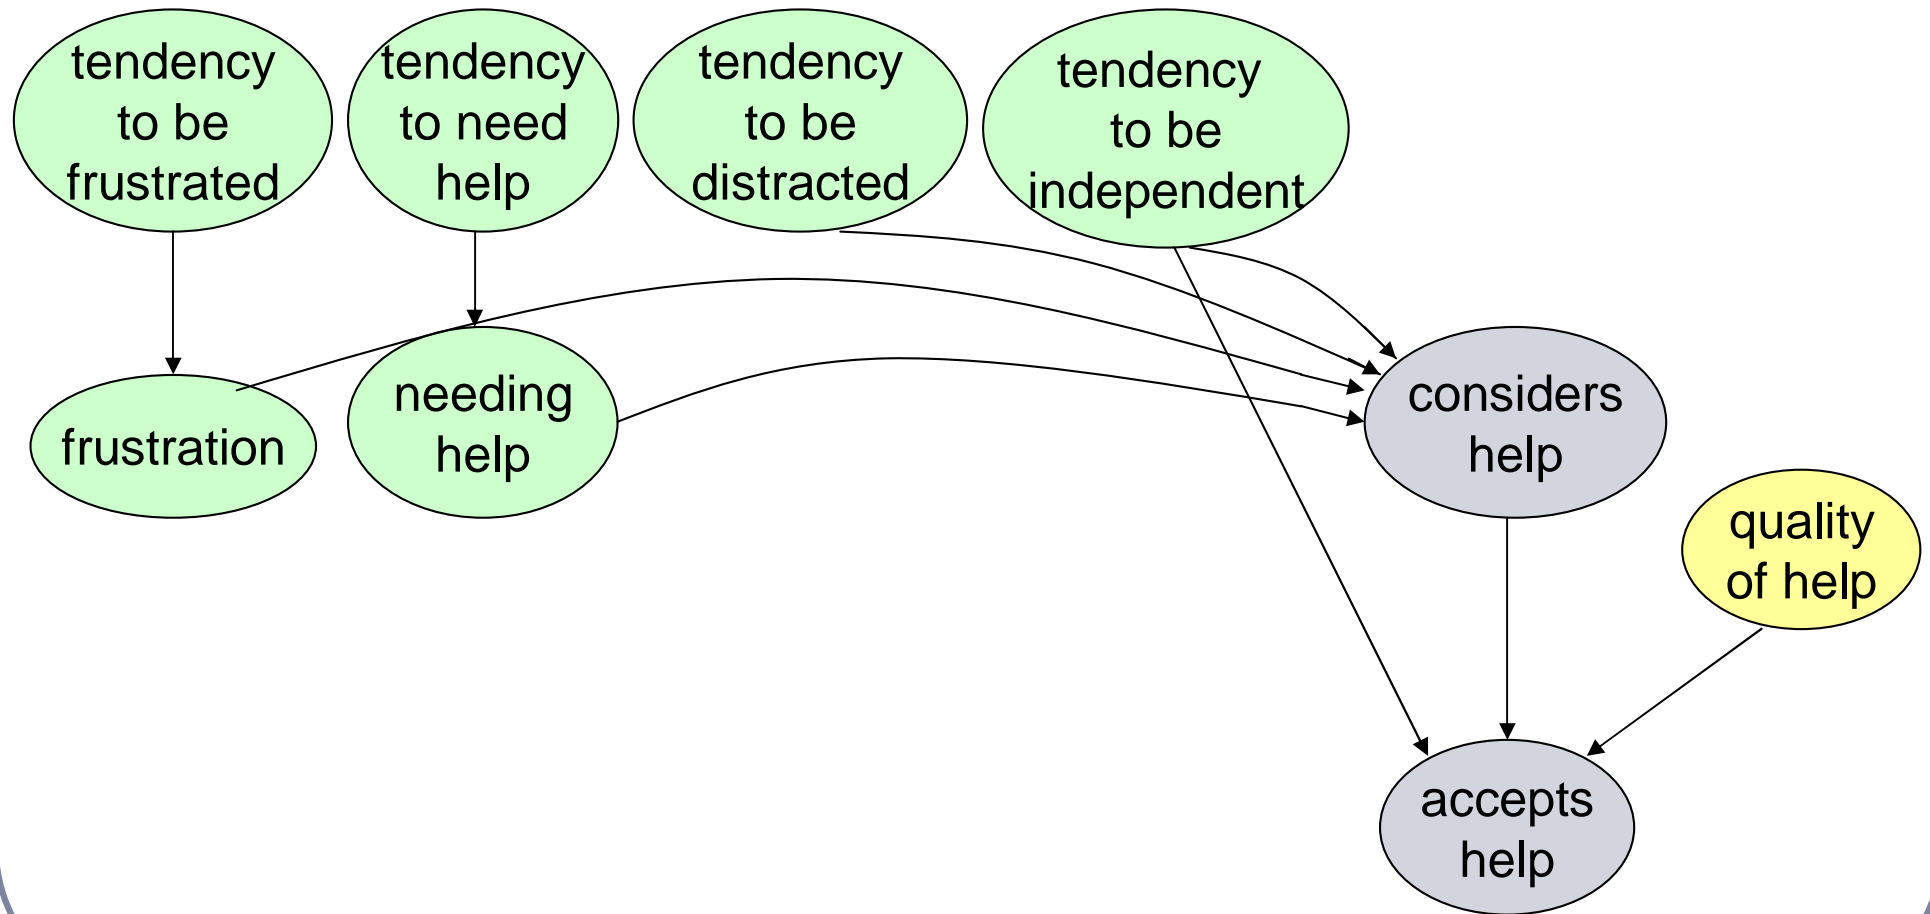 tendency
to be
frustrated
tendency
to need
help
tendency
to be
distracted
tendency
to be
independent
frustration
needing
help
considers
help
quality
of help
accepts
help